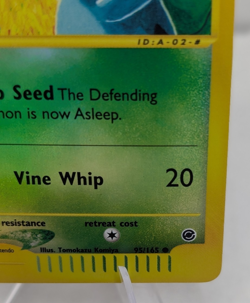 ID:A-02-#
Seed The Defending
mon is now Asleep.
Vine Whip 20
resistance retreat cost
Illus. Tomokazu Komiya 95/165